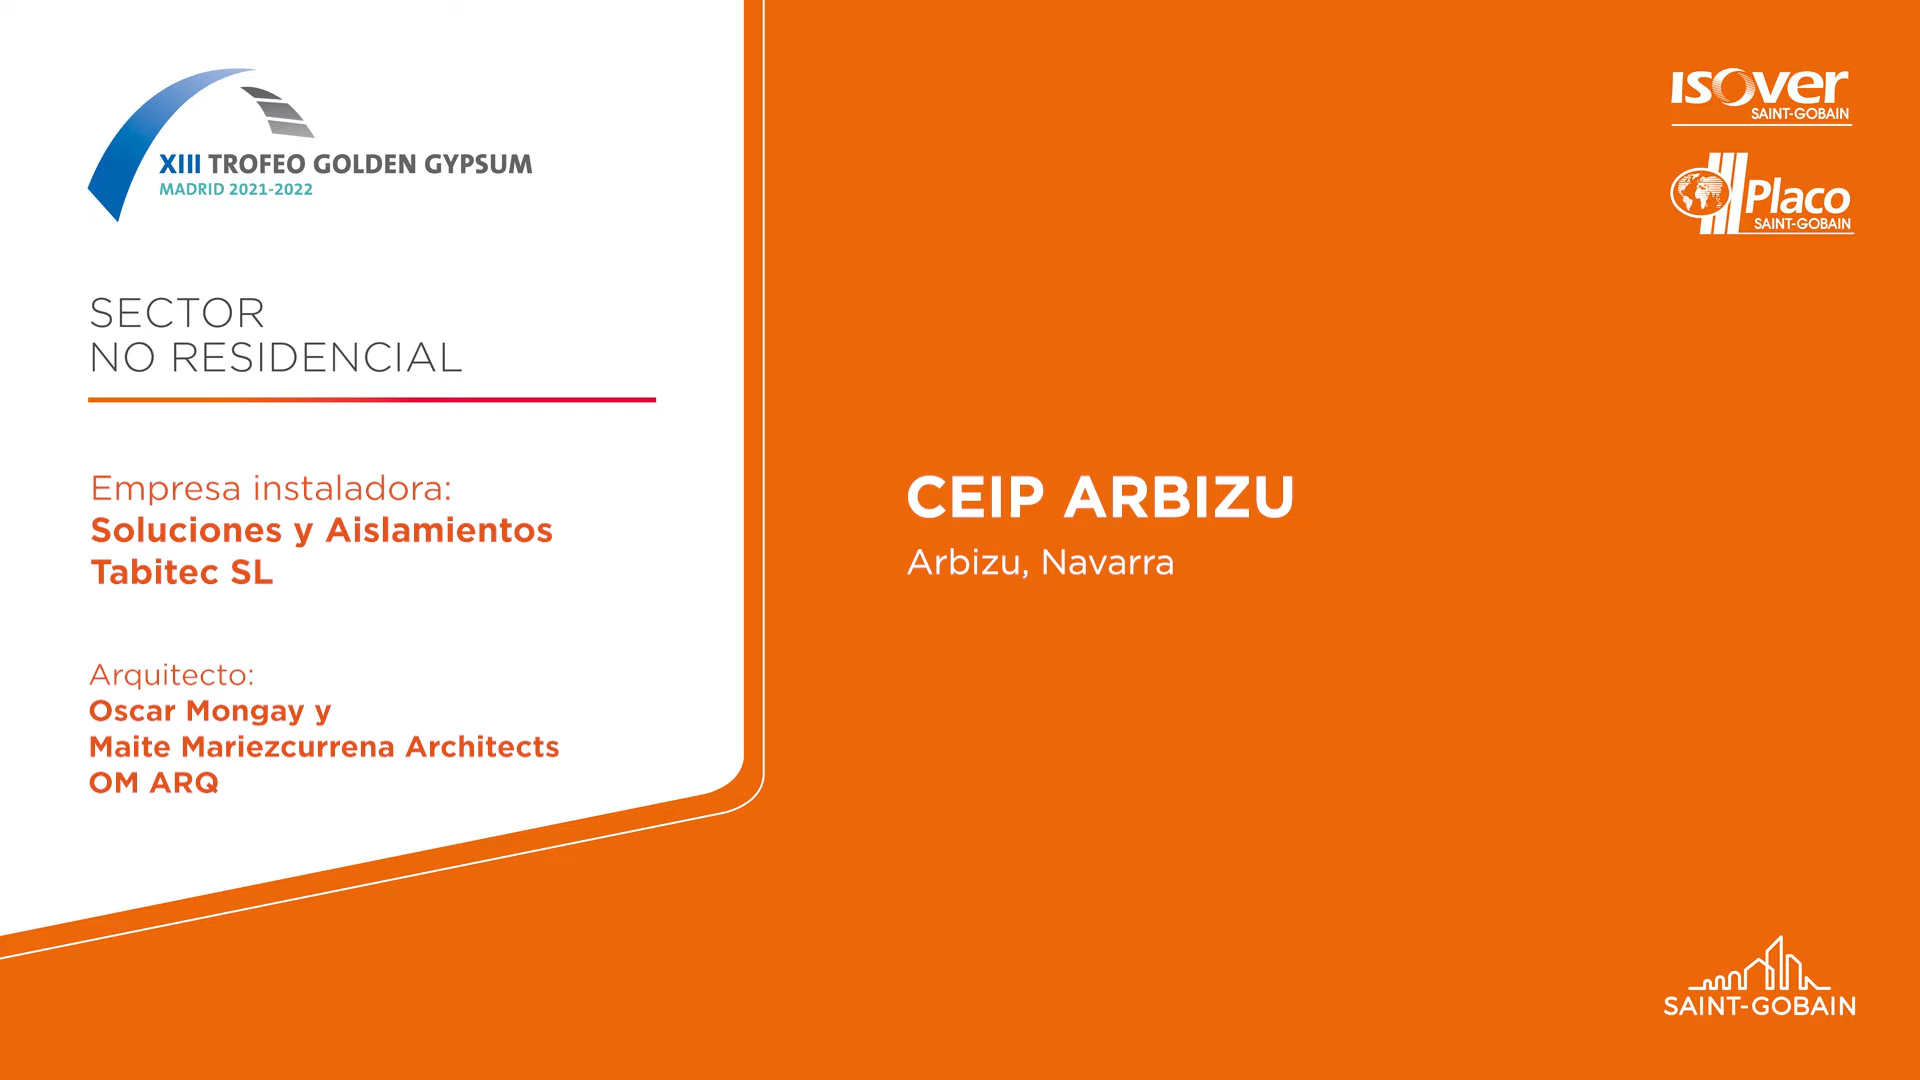 XIII TROFEO GOLDEN GYPSUM
MADRID 2021-2022
SECTOR
NO RESIDENCIAL
Empresa instaladora:
Soluciones y Aislamientos
Tabitec SL
Arquitecto:
Oscar Mongay y
Maite Mariezcurrena Architects
OM ARQ
CEIP ARBIZU
Arbizu, Navarra
isover
SAINT-GOBAIN
Placo
SAINT-GOBAIN
SAINT-GOBAIN